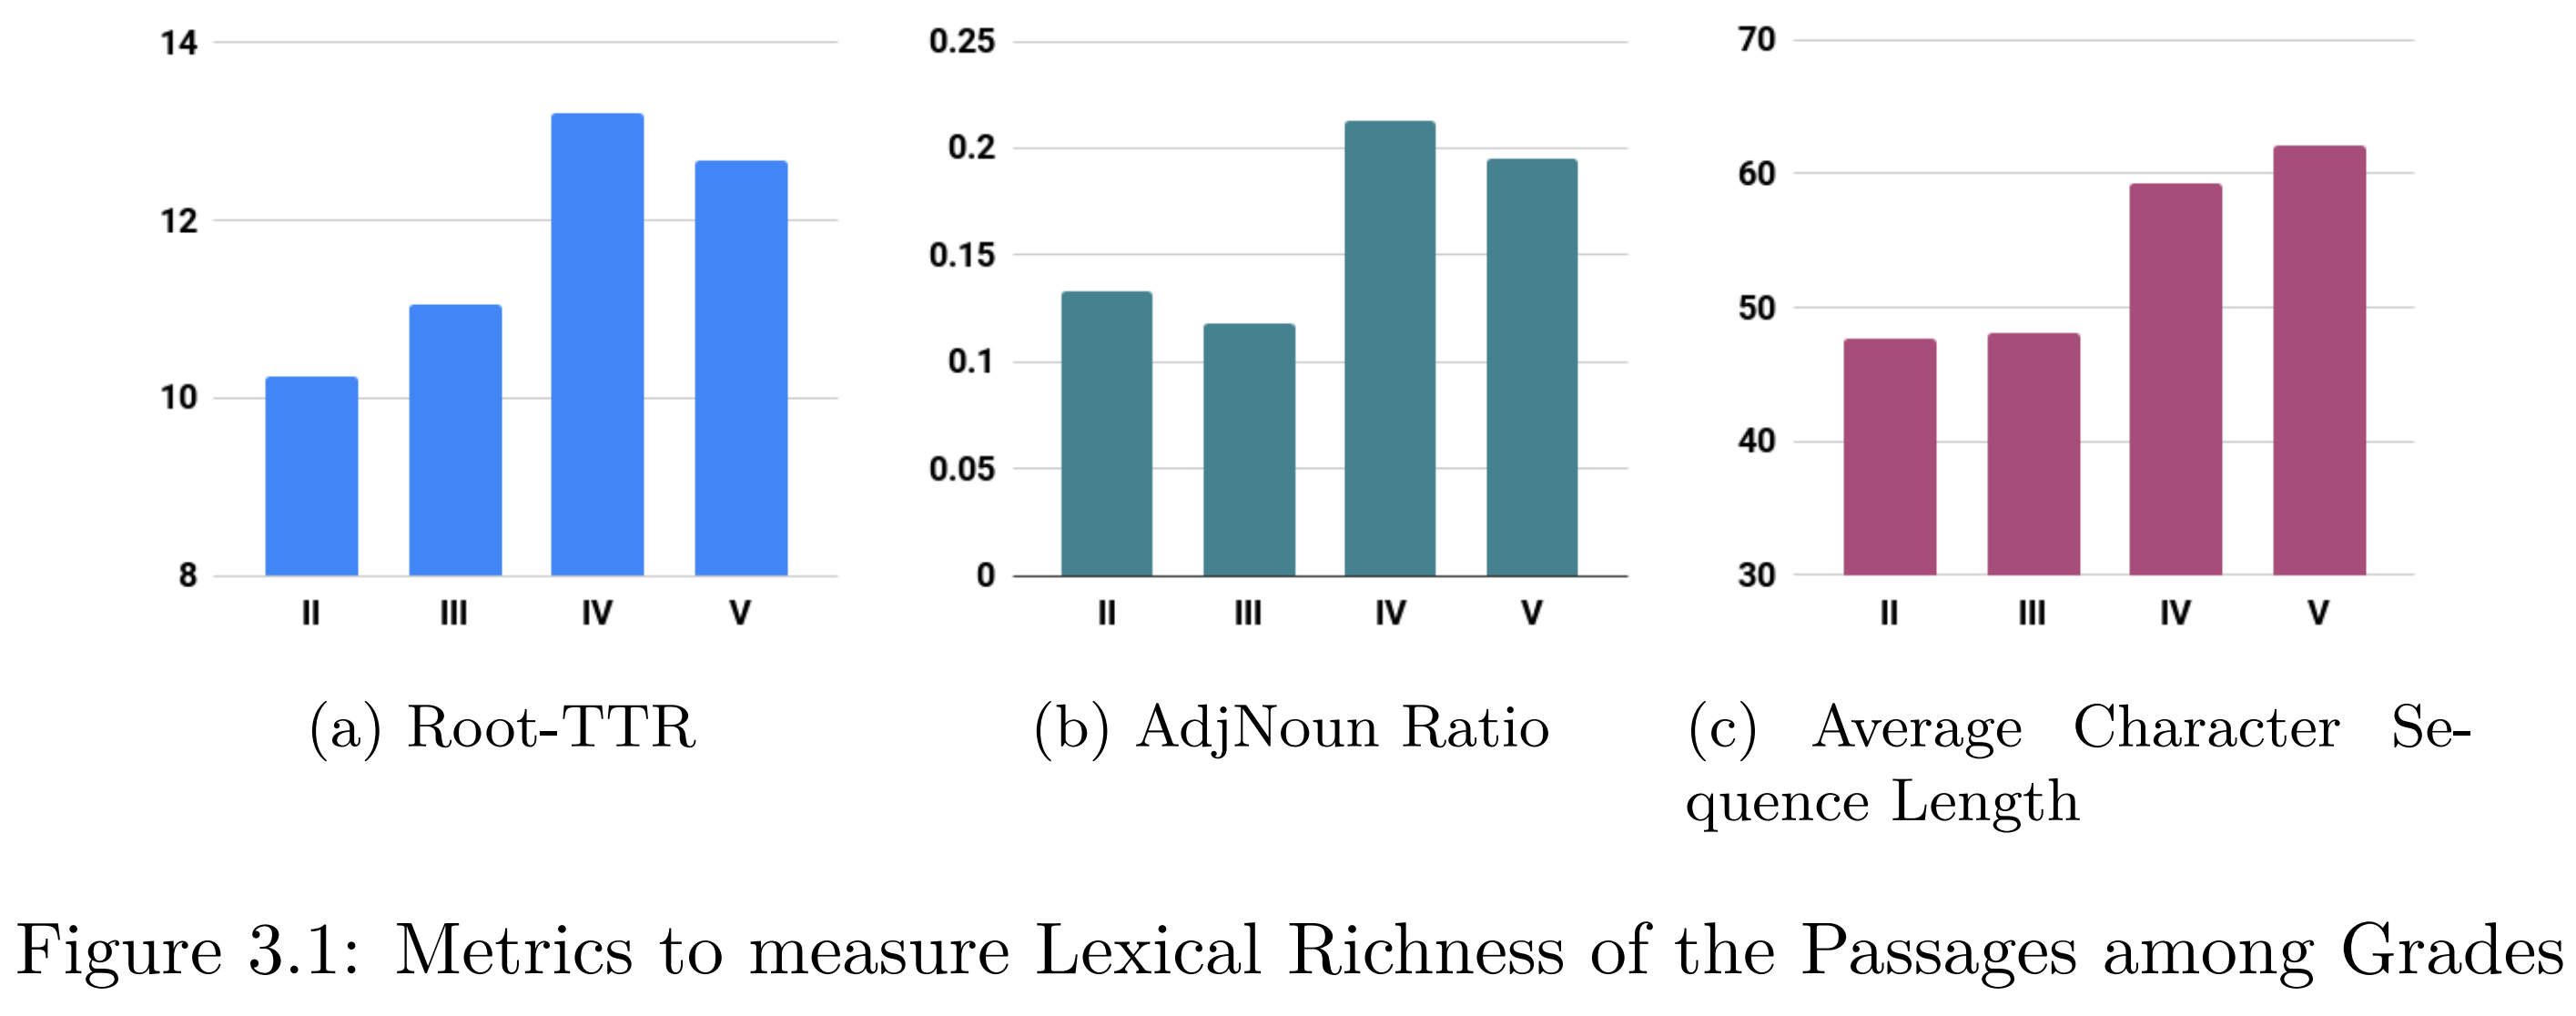 14
12
10
8
II III IV V
(a) Root-TTR
0.25
0.2
0.15
0.1
0.05
0
II III IV V
(b) AdjNoun Ratio
70
60
50
40
30
II III IV V
(c) Average Character Se-
quence Length
Figure 3.1: Metrics to measure Lexical Richness of the Passages among Grades